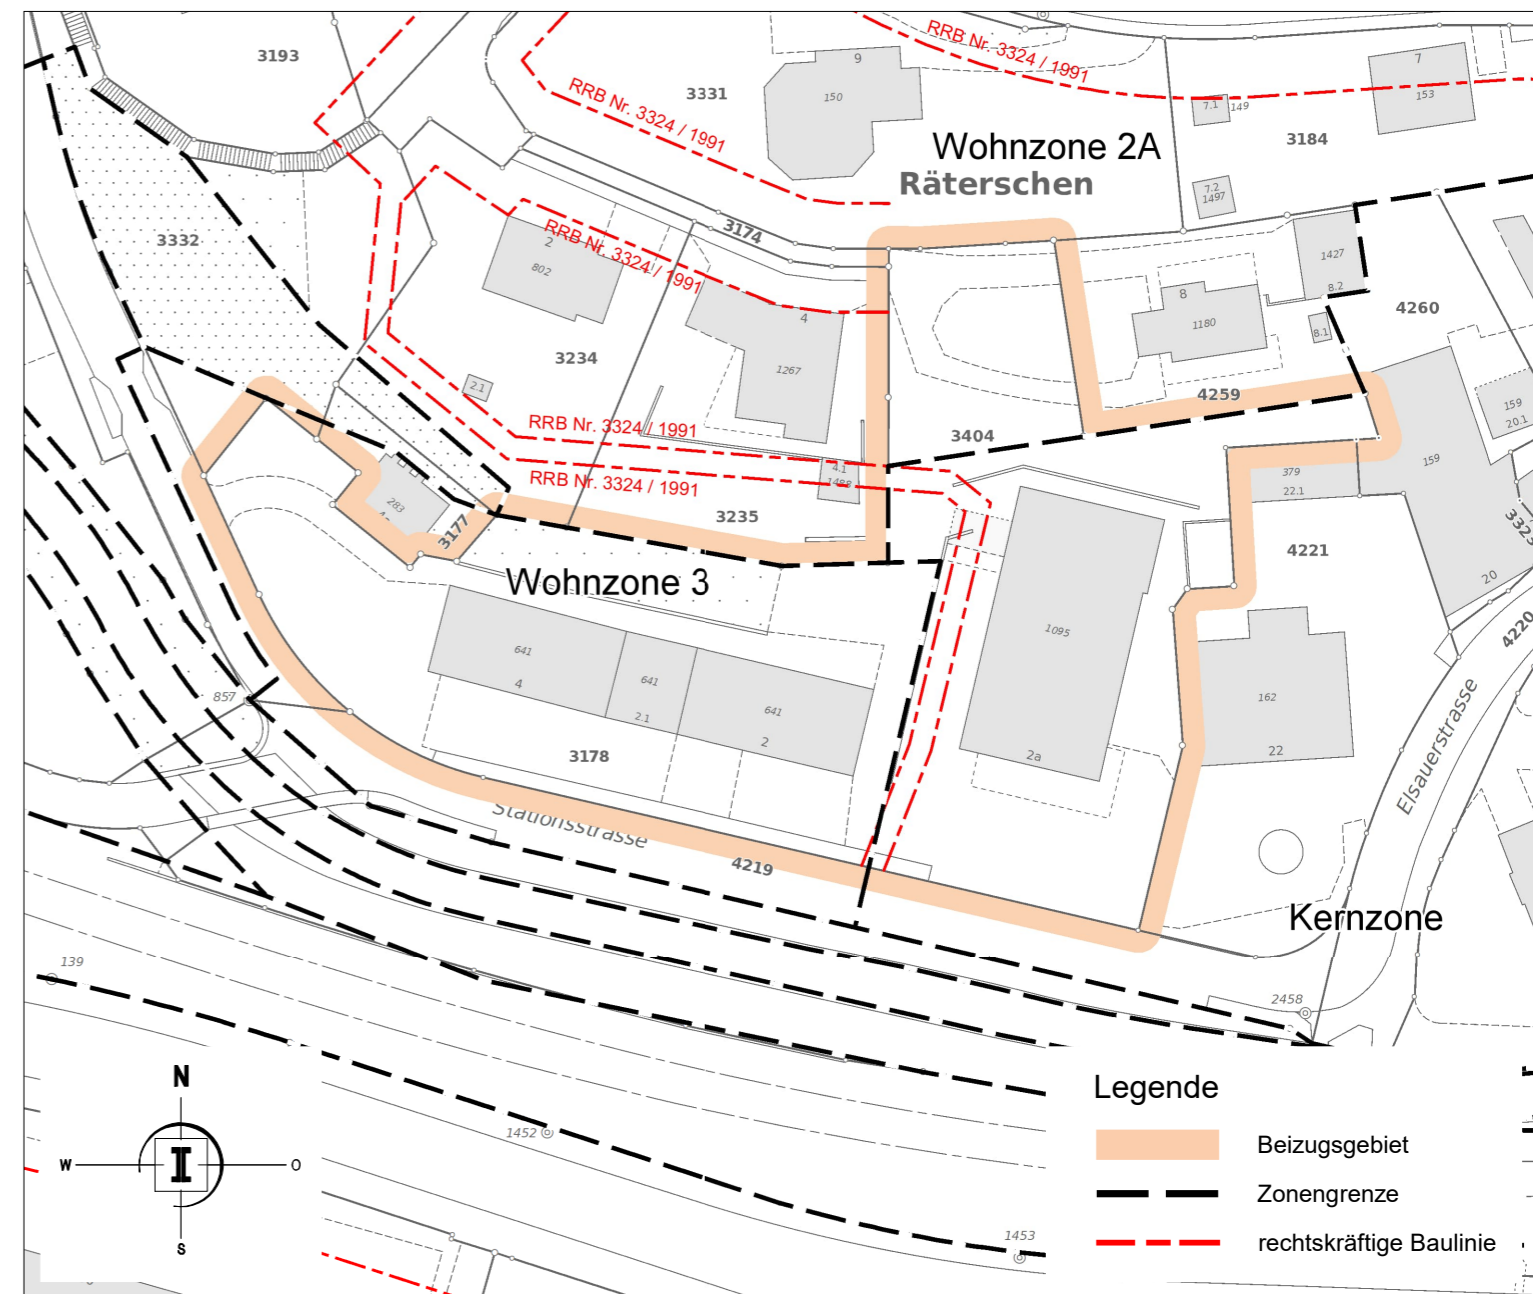 3193
RRB Nr. 3324 / 1991
9
150
3331
RRB Nr. 3324 / 1991
7
153
7.1
149
3184
Wohnzone 2A
Räterschen
7.2
1497
3332
3174
2
802
RRB Nr. 3324 / 1991
1427
8.2
8
1180
8.1
4260
4
1267
3234
2.1
4259
159
20.1
RRB Nr. 3324 / 1991
3404
4.1
1488
RRB Nr. 3324 / 1991
379
22.1
159
283
3235
3177
4221
20
4220
Wohnzone 3
1095
641
4
641
2.1
641
2
857
162
22
2a
3178
Elsauerstrasse
Stationsstrasse
4219
Kernzone
139
2458
N
W
O
S
1452
1453
Legende
Beizugsgebiet
Zonengrenze
rechtskräftige Baulinie